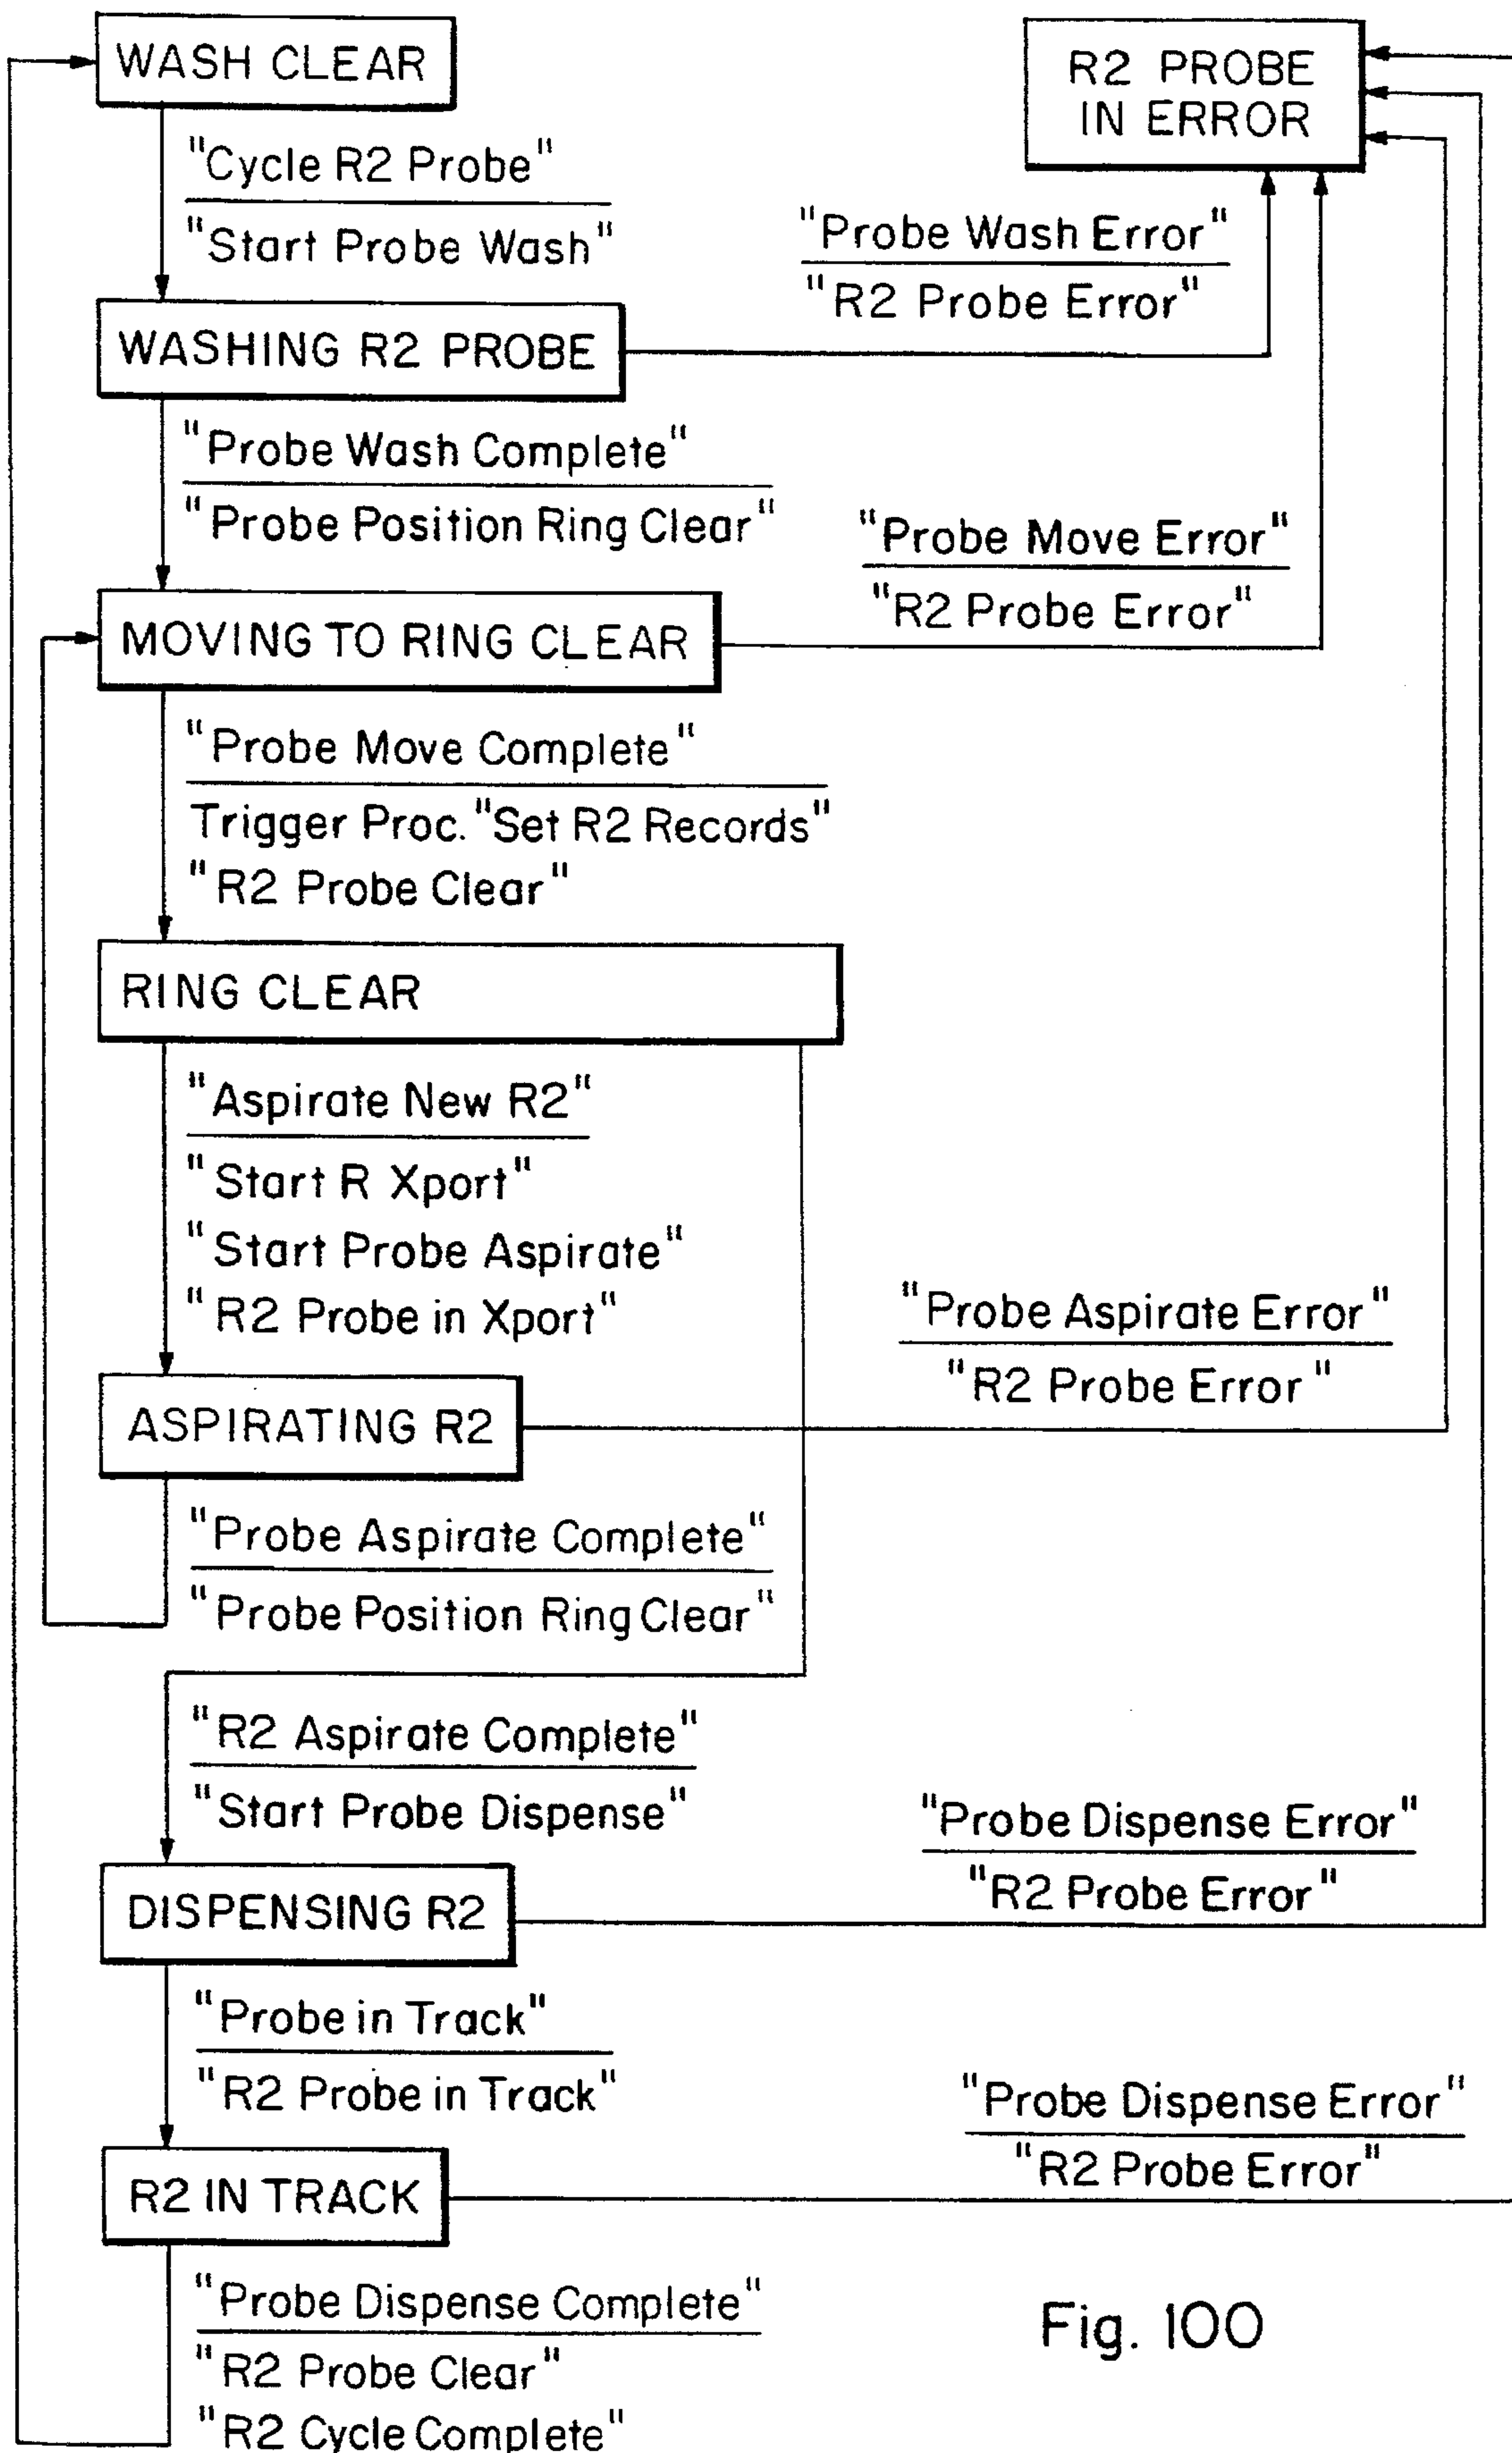 WASH CLEAR
R2 PROBE
IN ERROR
"Cycle R2 Probe"
"Start Probe Wash"
"Probe Wash Error"
"R2 Probe Error"
WASHING R2 PROBE
"Probe Wash Complete"
"Probe Position Ring Clear"
"Probe Move Error"
"R2 Probe Error"
MOVING TO RING CLEAR
"Probe Move Complete"
Trigger Proc. "Set R2 Records"
"R2 Probe Clear"
RING CLEAR
"Aspirate New R2"
"Start R Xport"
"Start Probe Aspirate"
"R2 Probe in Xport"
"Probe Aspirate Error"
"R2 Probe Error"
ASPIRATING R2
"Probe Aspirate Complete"
"Probe Position Ring Clear"
"R2 Aspirate Complete"
"Start Probe Dispense"
"Probe Dispense Error"
"R2 Probe Error"
DISPENSING R2
"Probe in Track"
"R2 Probe in Track"
"Probe Dispense Error"
"R2 Probe Error"
R2 IN TRACK
"Probe Dispense Complete"
"R2 Probe Clear"
"R2 Cycle Complete"
Fig. 100